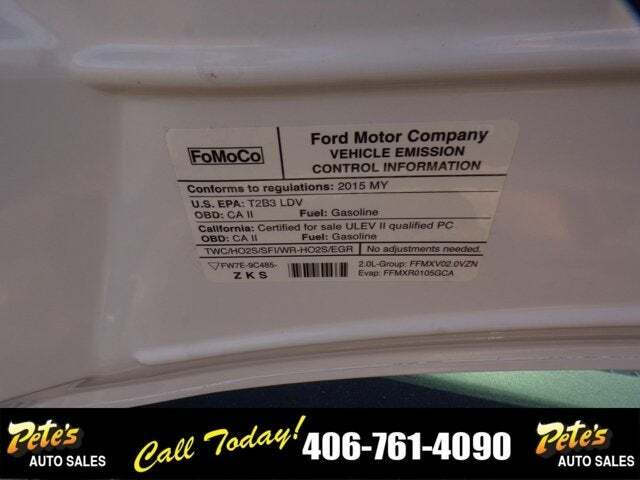 FoMoCo
Ford Motor Company
VEHICLE EMISSION
CONTROL INFORMATION
Conforms to regulations: 2015 MY
U.S. EPA: T2B3 LDV
OBD: CA II Fuel: Gasoline
California: Certified for sale ULEV II qualified PC
OBD: CA II Fuel: Gasoline
TWC/HO2S/SFI/WR-HO2S/EGR No adjustments needed.
FW7E-9C485-
ZKS
2.0L-Group: FFMXV02.0VZN
Evap: FFMXR0105GCA
Pete's
AUTO SALES
Call Today! 406-761-4090
Pete's
AUTO SALES